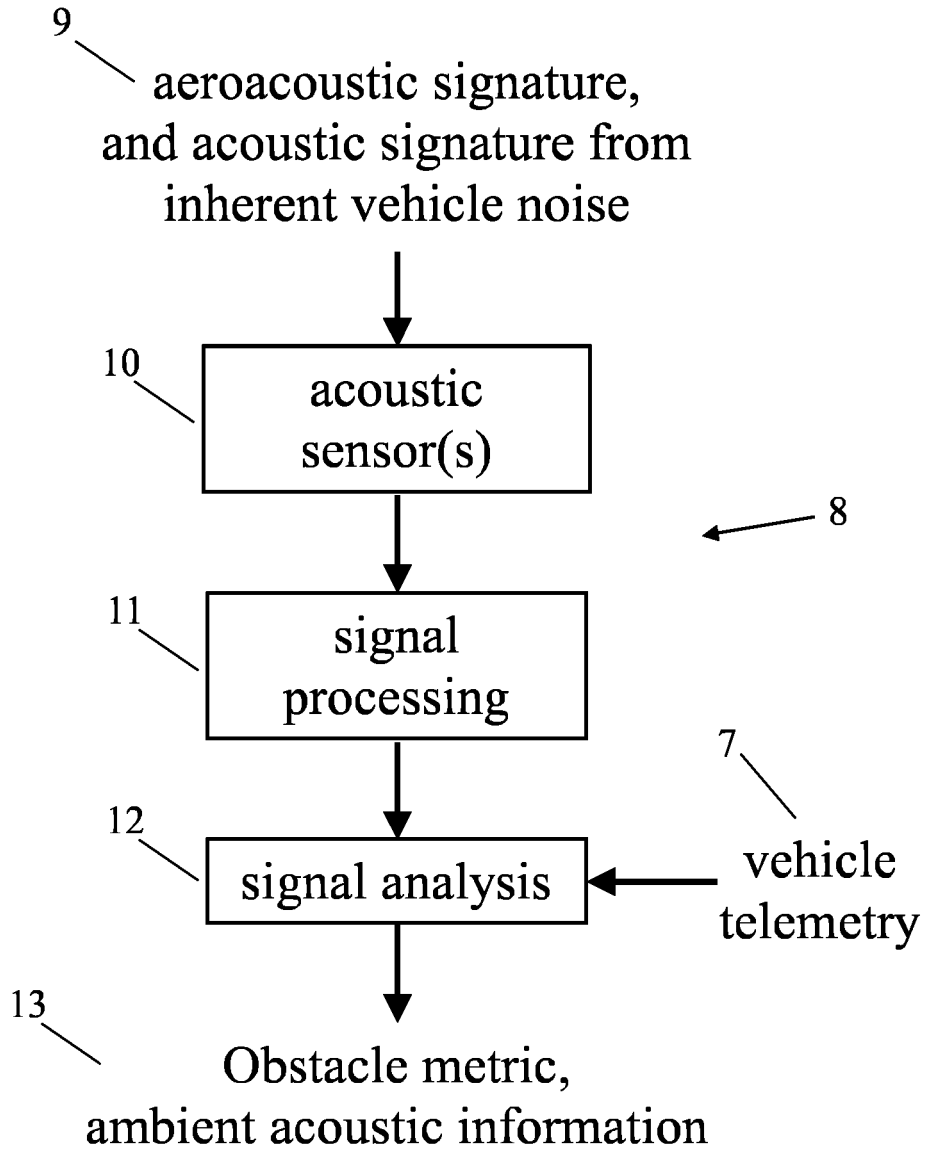 9
aeroacoustic signature,
and acoustic signature from
inherent vehicle noise
10
acoustic
sensor(s)
8
11
signal
processing
7
12
signal analysis
vehicle
telemetry
13
Obstacle metric,
ambient acoustic information